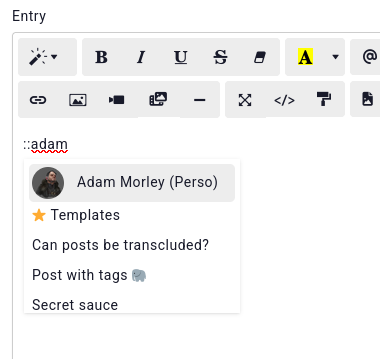 Entry
B I U S A @
</>
::adam
Adam Morley (Perso)
Templates
Can posts be transcluded?
Post with tags
Secret sauce